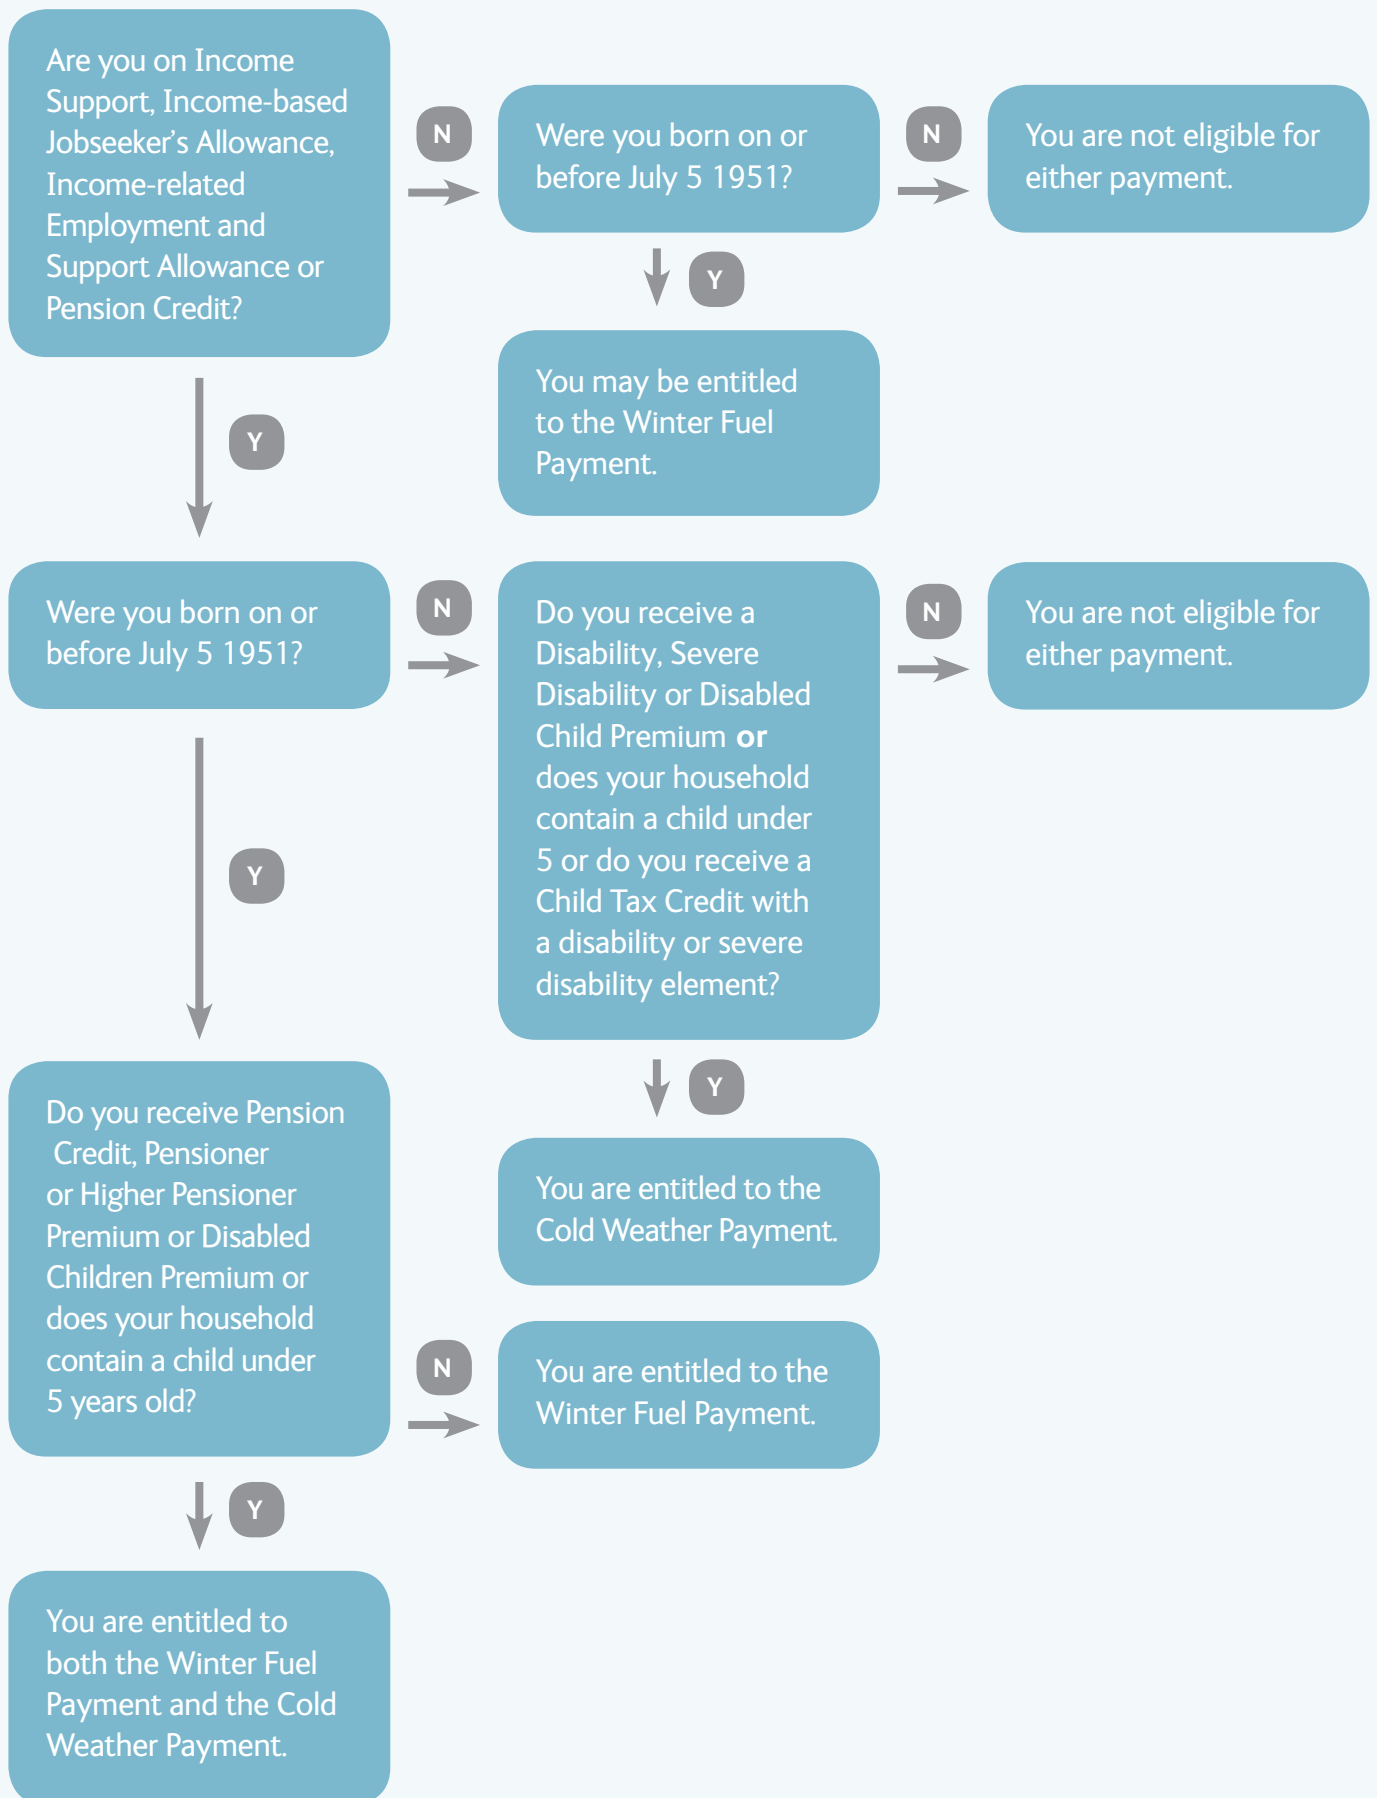 Are you on Income
Support, Income-based
Jobseeker's Allowance,
Income-related
Employment and
Support Allowance or
Pension Credit?
N
Were you born on or
before July 5 1951?
N
You are not eligible for
either payment.
Y
You may be entitled
to the Winter Fuel
Payment.
Y
Were you born on or
before July 5 1951?
N
Do you receive a
Disability, Severe
Disability or Disabled
Child Premium or
does your household
contain a child under
5 or do you receive a
Child Tax Credit with
a disability or severe
disability element?
N
You are not eligible for
either payment.
Y
You are entitled to the
Cold Weather Payment.
Y
Do you receive Pension
Credit, Pensioner
or Higher Pensioner
Premium or Disabled
Children Premium or
does your household
contain a child under
5 years old?
N
You are entitled to the
Winter Fuel Payment.
Y
You are entitled to
both the Winter Fuel
Payment and the Cold
Weather Payment.